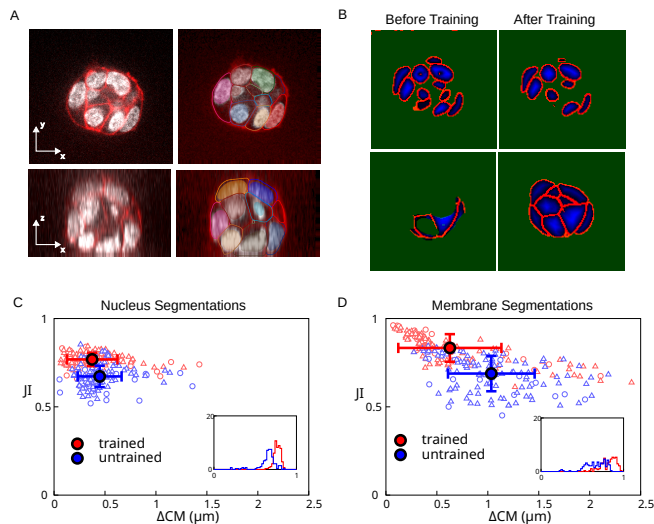 A
y
x
z
x
B
Before Training
After Training
C
Nucleus Segmentations
1
JI
0.5
0
0
0.5
1
1.5
2
2.5
ΔCM (μm)
trained
untrained
20
0
0
1
D
Membrane Segmentations
1
JI
0.5
0
0
0.5
1.0
1.5
2
2.5
ΔCM (μm)
trained
untrained
20
0
0
1